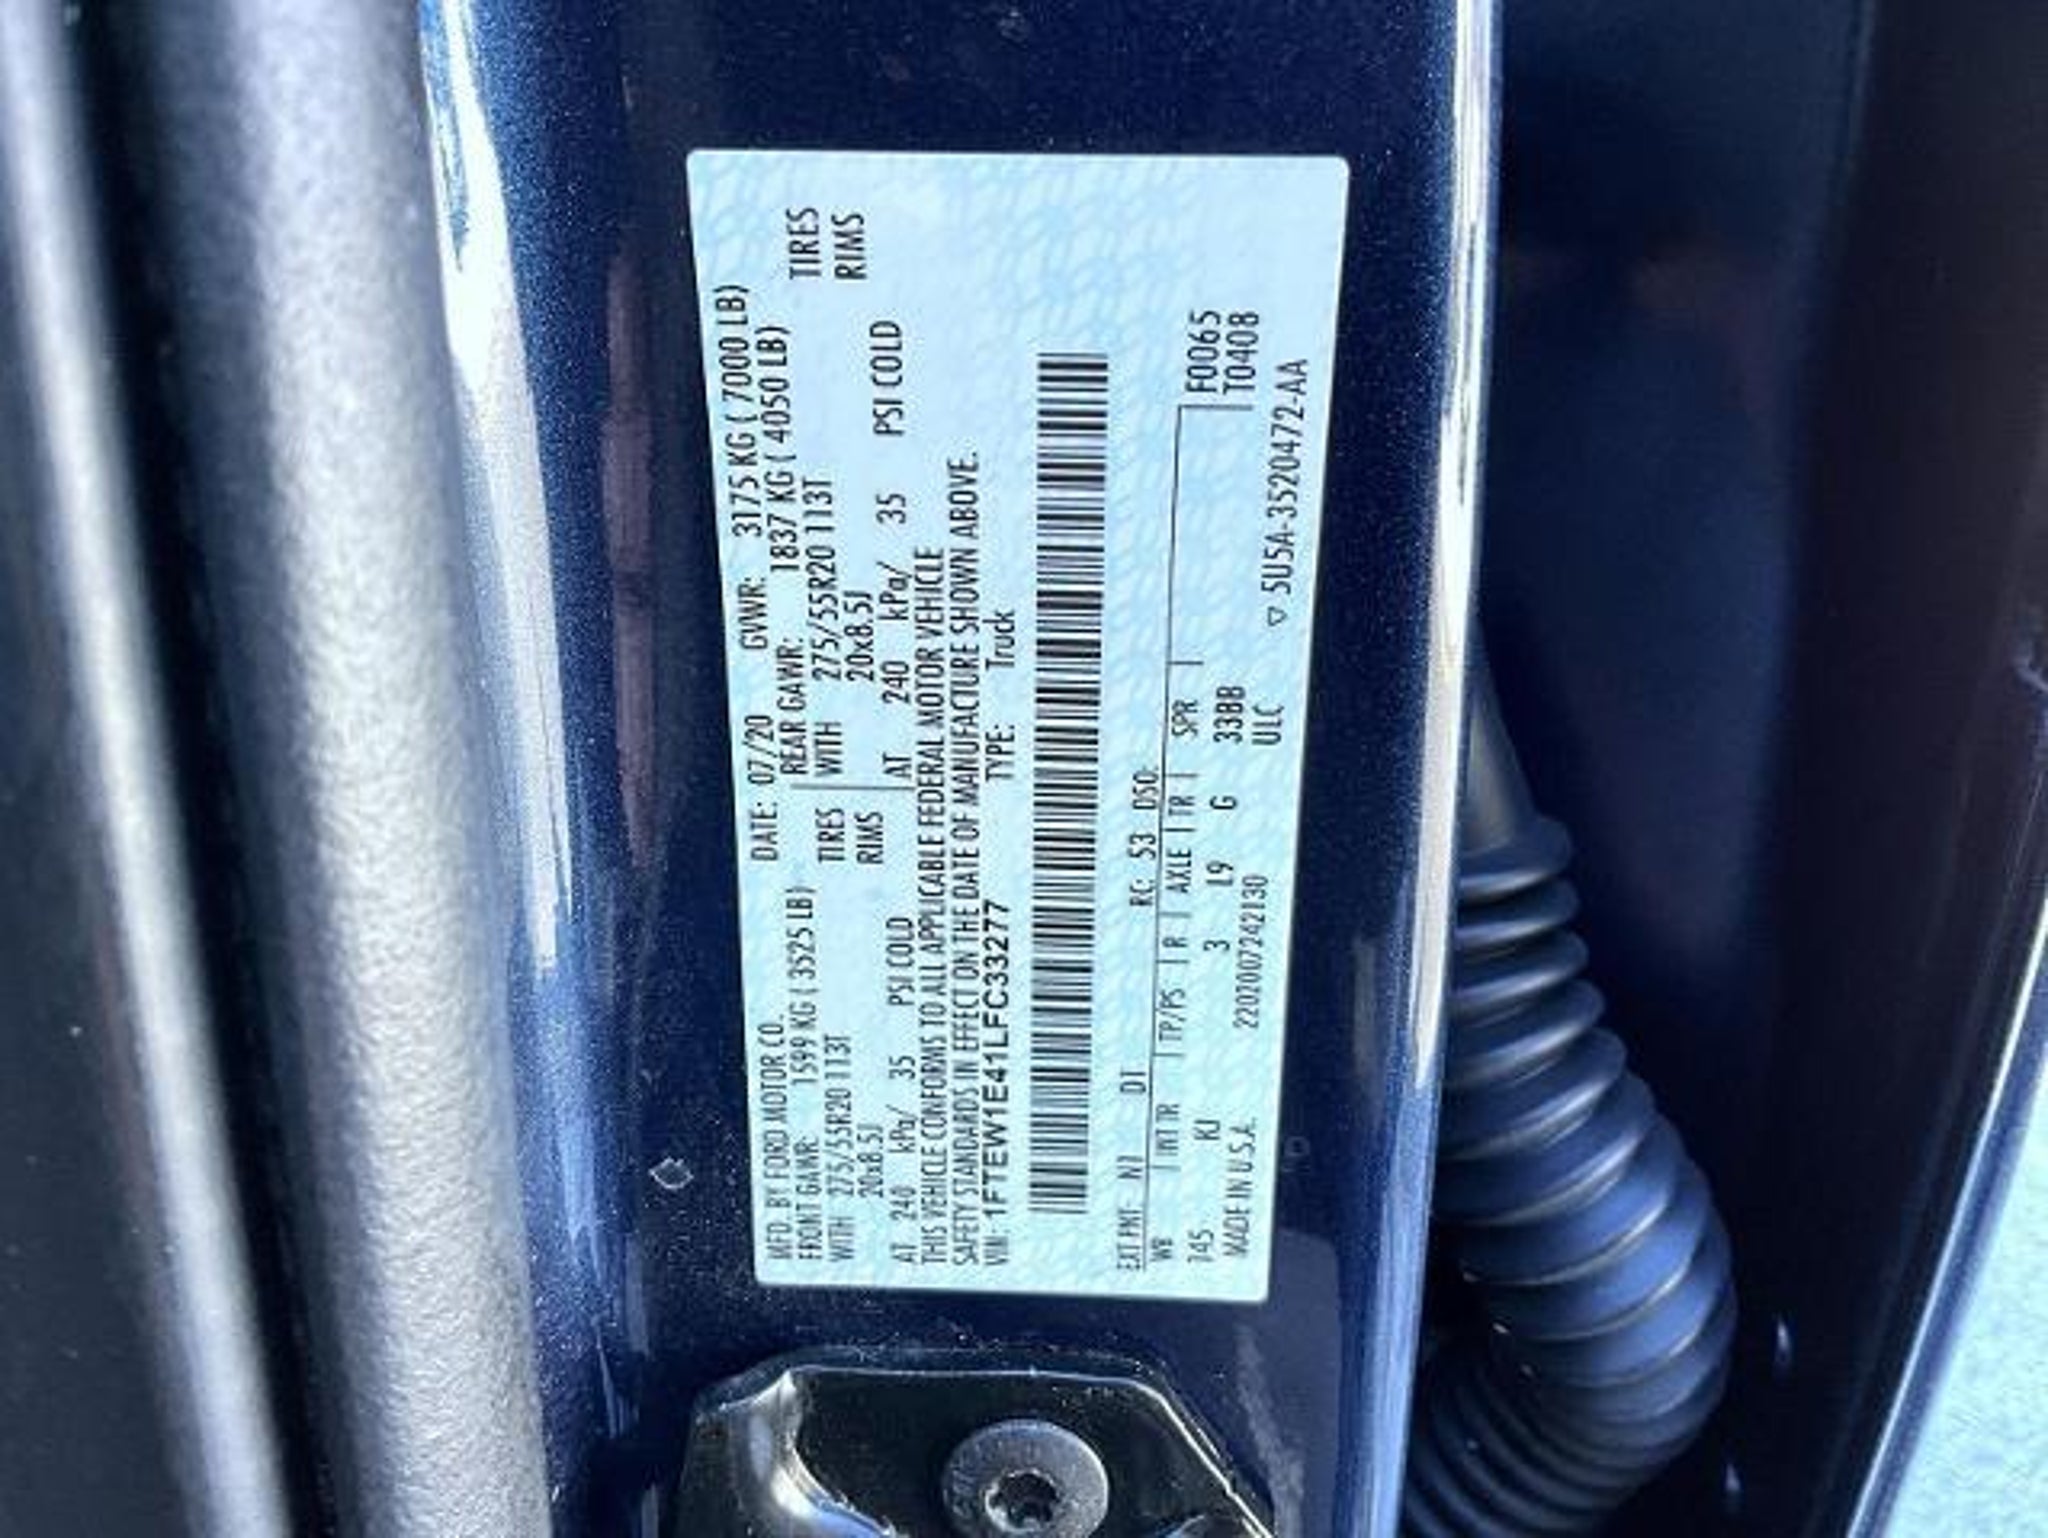 MFD. BY FORD MOTOR CO. DATE: 07/20 GVWR: 3175 KG ( 7000 LB)
FRONT GAWR: 1599 KG ( 3525 LB) REAR GAWR: 1837 KG ( 4050 LB)
WITH 275/55R20 113T TIRES WITH 275/55R20 113T TIRES
20x8.5J RIMS 20x8.5J RIMS
AT 240 kPa/ 35 PSI COLD AT 240 kPa/ 35 PSI COLD
THIS VEHICLE CONFORMS TO ALL APPLICABLE FEDERAL MOTOR VEHICLE
SAFETY STANDARDS IN EFFECT ON THE DATE OF MANUFACTURE SHOWN ABOVE.
VIN: 1FTEW1E41LFC33277 TYPE: Truck
EXT PNT: N1 DT RC: 53 DSO:
WB INT TR TP/PS R AXLE TR SPR F0065
145 KJ 3 L9 G 33BB T0408
MADE IN U.S.A. 2202007242130 ULC
▽ 5U5A-3520472-AA